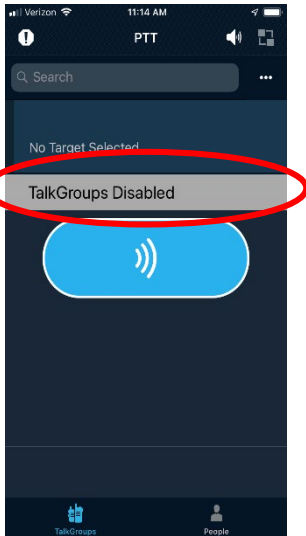 Verizon 11:14 AM
PTT
Search
No Target Selected
TalkGroups Disabled
TalkGroups People